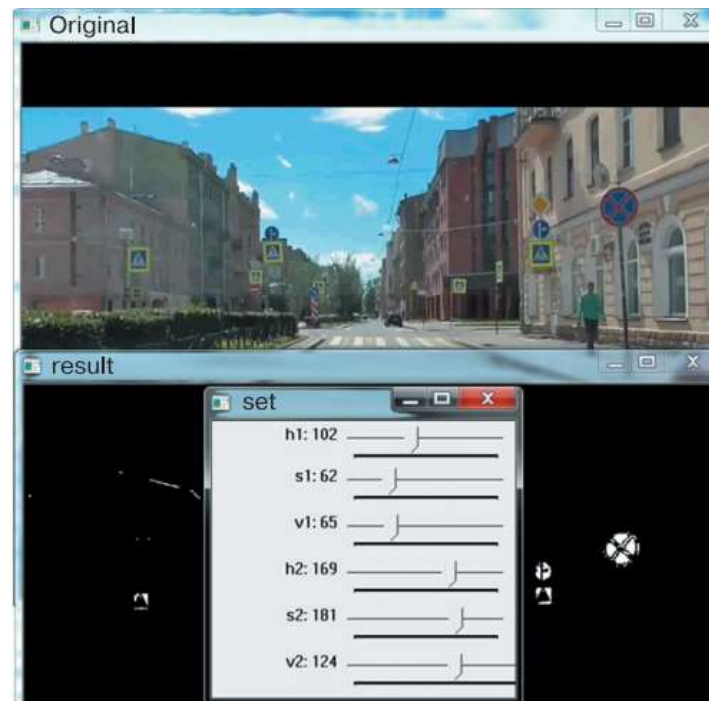 Original
result
set
h1: 102
s1: 62
v1: 65
h2: 169
s2: 181
v2: 124